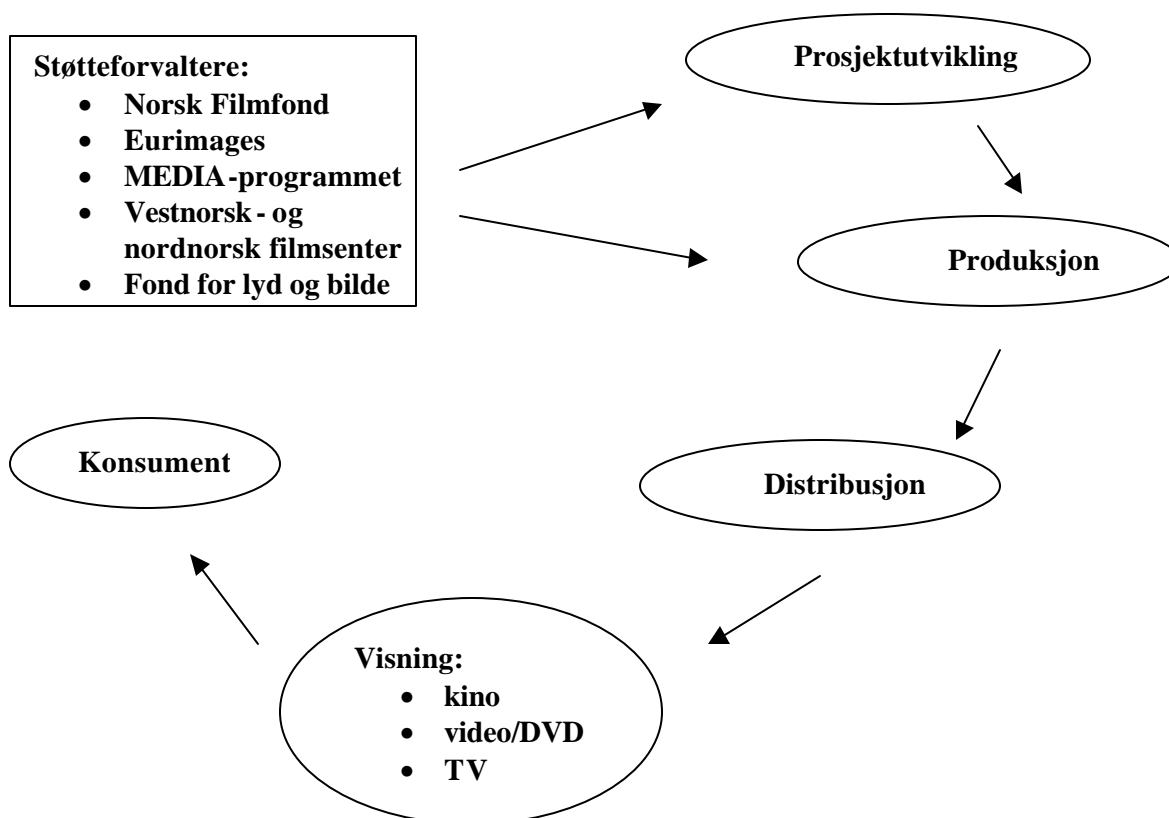 Støtteforvaltere:
• Norsk Filmfond
• Eurimages
• MEDIA-programmet
• Vestnorsk- og
nordnorsk filmsenter
• Fond for lyd og bilde
Prosjektutvikling
Produksjon
Distribusjon
Visning:
• kino
• video/DVD
• TV
Konsument